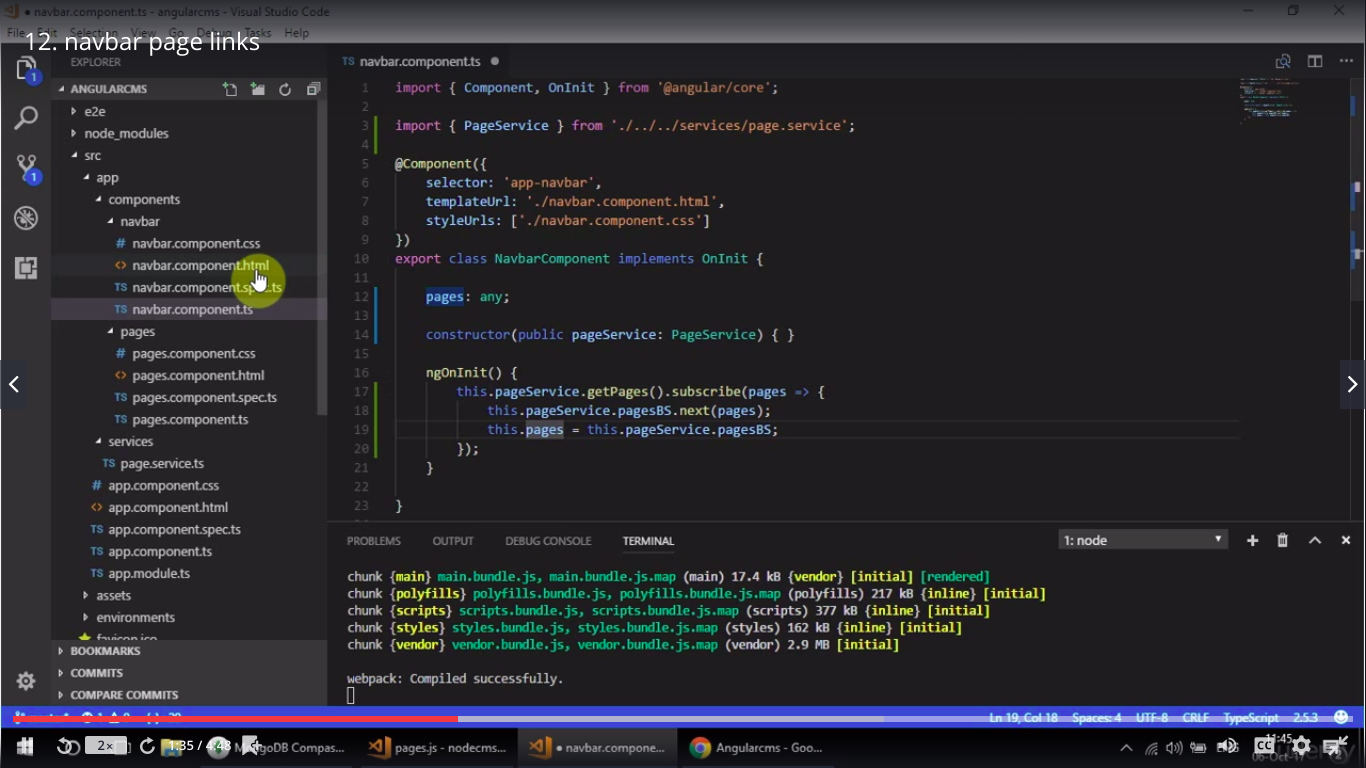 navbar.component.ts - angularcms - Visual Studio Code
File Edit Selection View Go Debug Tasks Help
12. navbar page links
EXPLORER
ANGULARCMS
e2e
node_modules
src
app
components
navbar
# navbar.component.css
<> navbar.component.html
TS navbar.component.spec.ts
TS navbar.component.ts
pages
# pages.component.css
<> pages.component.html
TS pages.component.spec.ts
TS pages.component.ts
services
TS page.service.ts
# app.component.css
<> app.component.html
TS app.component.spec.ts
TS app.component.ts
TS app.module.ts
assets
environments
favicon.ico
BOOKMARKS
COMMITS
COMPARE COMMITS
1
1
TS navbar.component.ts
1 import { Component, OnInit } from '@angular/core';
2
3 import { PageService } from './../../services/page.service';
4
5 @Component({
6 selector: 'app-navbar',
7 templateUrl: './navbar.component.html',
8 styleUrls: ['./navbar.component.css']
9 })
10 export class NavbarComponent implements OnInit {
11
12 pages: any;
13
14 constructor(public pageService: PageService) { }
15
16 ngOnInit() {
17 this.pageService.getPages().subscribe(pages => {
18 this.pageService.pagesBS.next(pages);
19 this.pages = this.pageService.pagesBS;
20 });
21 }
22
23 }
PROBLEMS OUTPUT DEBUG CONSOLE TERMINAL 1: node
chunk {main} main.bundle.js, main.bundle.js.map (main) 17.4 kB {vendor} [initial] [rendered]
chunk {polyfills} polyfills.bundle.js, polyfills.bundle.js.map (polyfills) 217 kB {inline} [initial]
chunk {scripts} scripts.bundle.js, scripts.bundle.js.map (scripts) 377 kB {inline} [initial]
chunk {styles} styles.bundle.js, styles.bundle.js.map (styles) 162 kB {inline} [initial]
chunk {vendor} vendor.bundle.js, vendor.bundle.js.map (vendor) 2.9 MB [initial]
webpack: Compiled successfully.
Ln 19, Col 18 Spaces: 4 UTF-8 CRLF TypeScript 2.5.3
2x 1:35 / 4:48 DB Compas... pages.js - nodecms... navbar.compone... Angularcms - Goo... CC 11:45